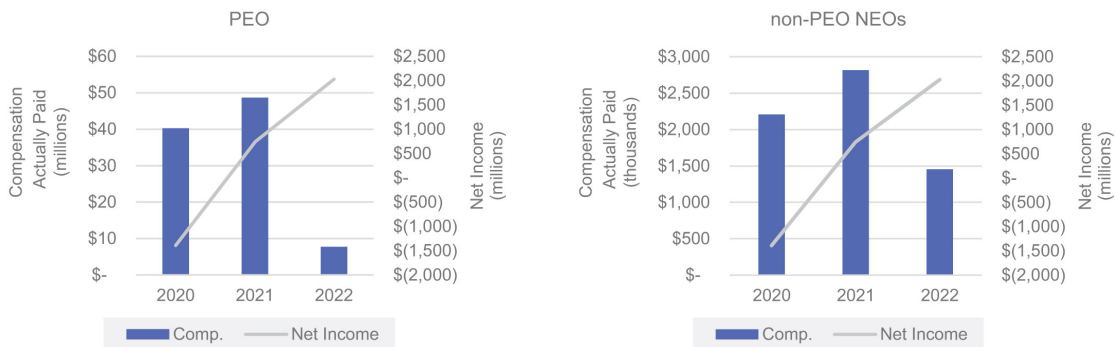 PEO
Compensation
Actually Paid
(millions)
$60
$50
$40
$30
$20
$10
$-
$2,500
$2,000
$1,500
$1,000
$500
$-
$(500)
$(1,000)
$(1,500)
$(2,000)
Net Income
(millions)
2020 2021 2022
Comp. Net Income
non-PEO NEOs
Compensation
Actually Paid
(thousands)
$3,000
$2,500
$2,000
$1,500
$1,000
$500
$-
$2,500
$2,000
$1,500
$1,000
$500
$-
$(500)
$(1,000)
$(1,500)
$(2,000)
Net Income
(millions)
2020 2021 2022
Comp. Net Income